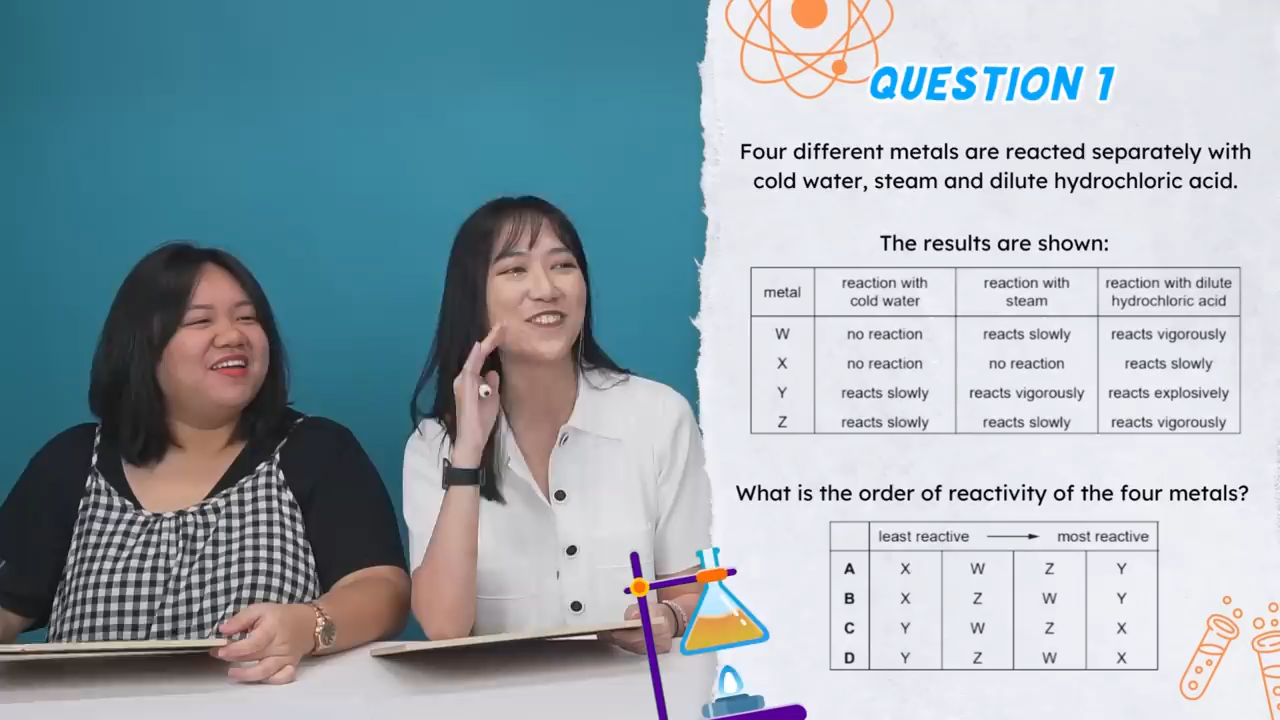 QUESTION 1
Four different metals are reacted separately with
cold water, steam and dilute hydrochloric acid.
The results are shown:
metal reaction with cold water reaction with steam reaction with dilute hydrochloric acid
W no reaction reacts slowly reacts vigorously
X no reaction no reaction reacts slowly
Y reacts slowly reacts vigorously reacts explosively
Z reacts slowly reacts slowly reacts vigorously
What is the order of reactivity of the four metals?
least reactive → most reactive
A X W Z Y
B X Z W Y
C Y W Z X
D Y Z W X